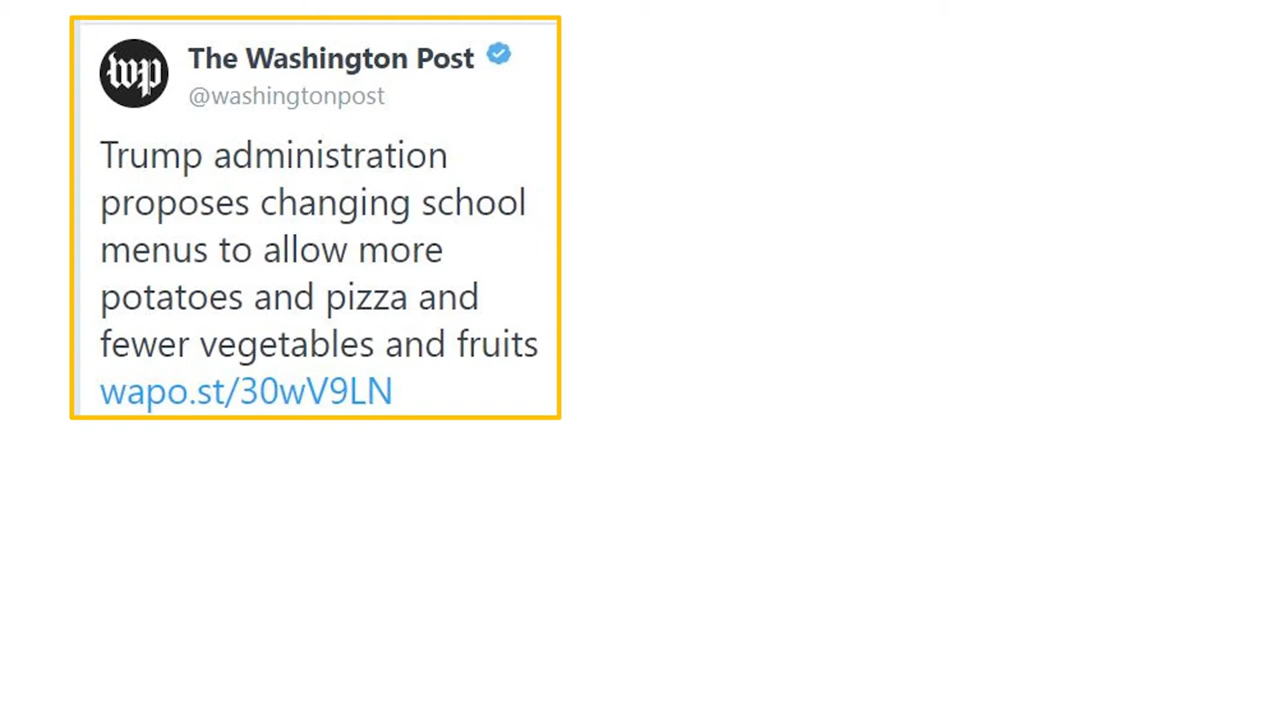 wp
The Washington Post
@washingtonpost
Trump administration
proposes changing school
menus to allow more
potatoes and pizza and
fewer vegetables and fruits
wapo.st/30wV9LN